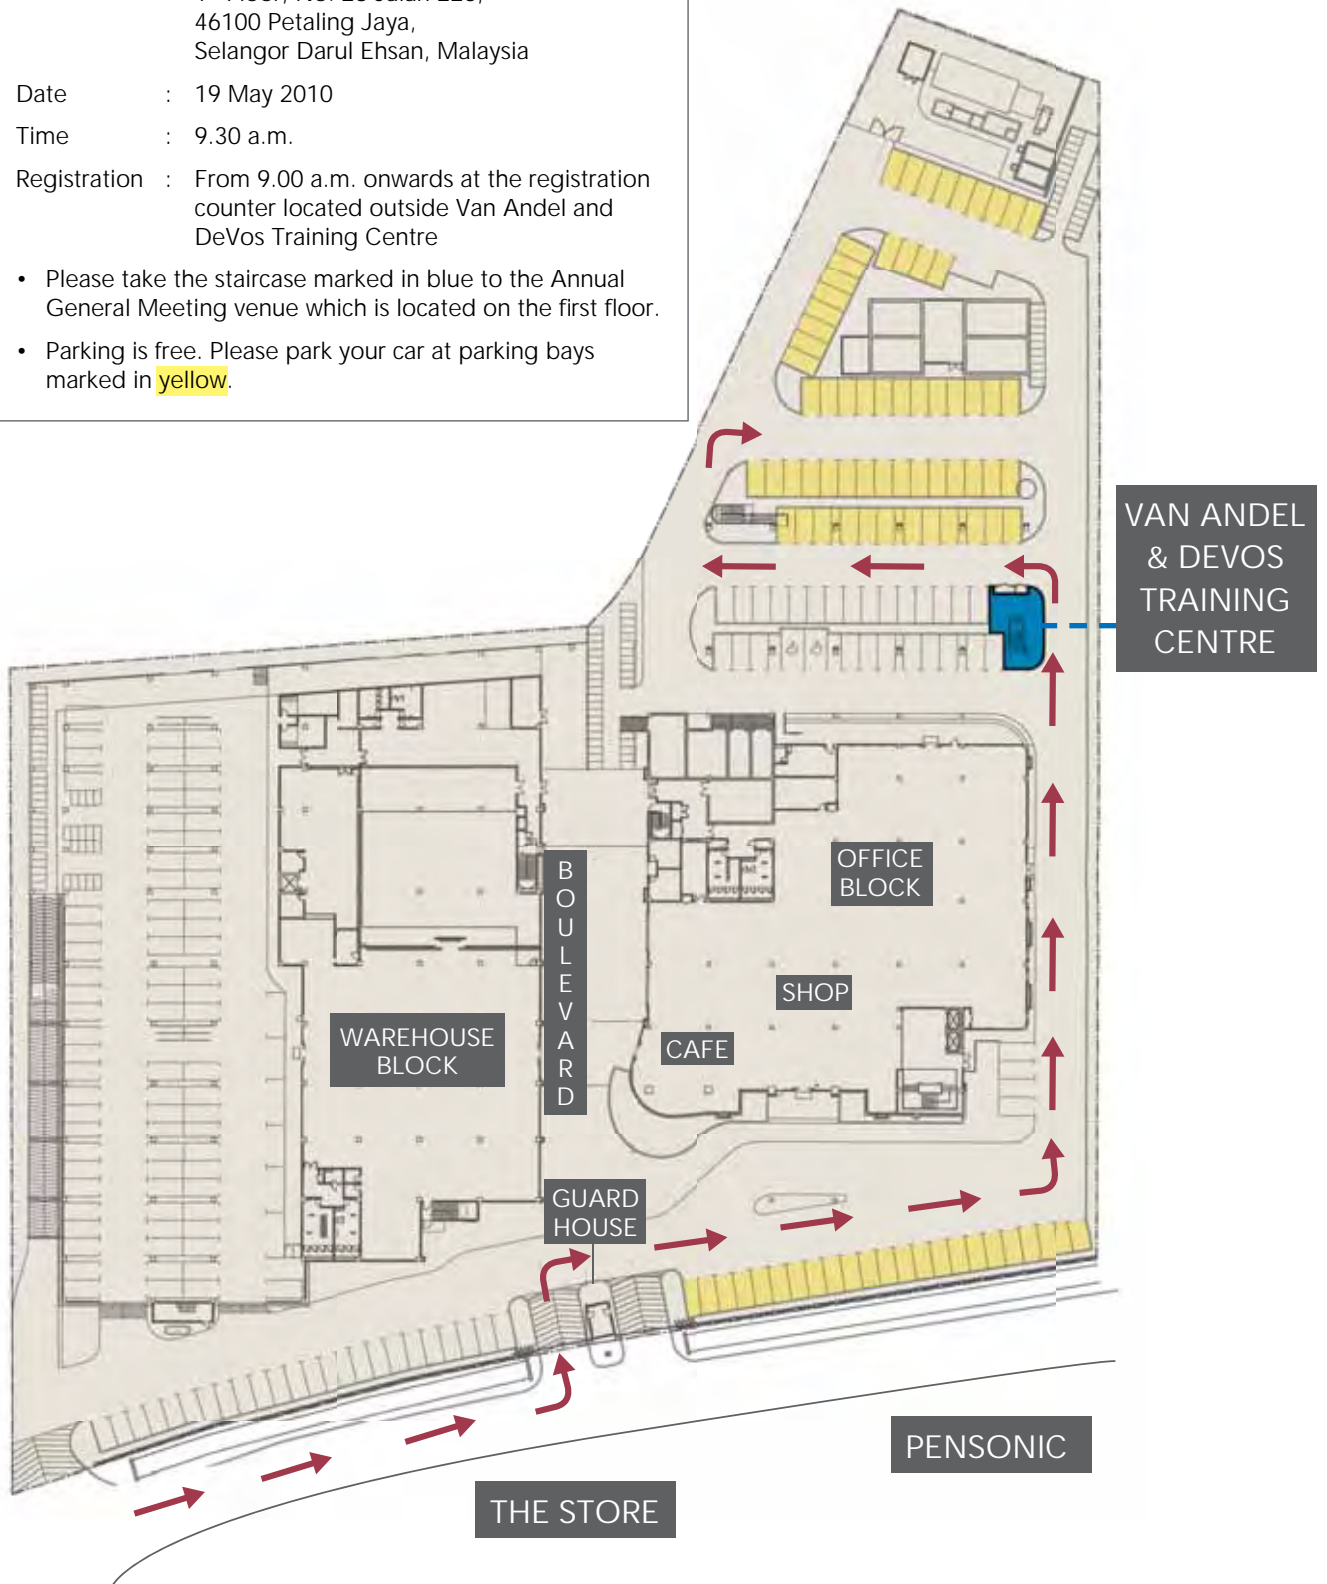 46100 Petaling Jaya,
Selangor Darul Ehsan, Malaysia
Date : 19 May 2010
Time : 9.30 a.m.
Registration : From 9.00 a.m. onwards at the registration
counter located outside Van Andel and
DeVos Training Centre
• Please take the staircase marked in blue to the Annual
General Meeting venue which is located on the first floor.
• Parking is free. Please park your car at parking bays
marked in yellow.
VAN ANDEL
& DEVOS
TRAINING
CENTRE
OFFICE
BLOCK
BOULEVARD
SHOP
WAREHOUSE
BLOCK
CAFE
GUARD
HOUSE
PENSONIC
THE STORE